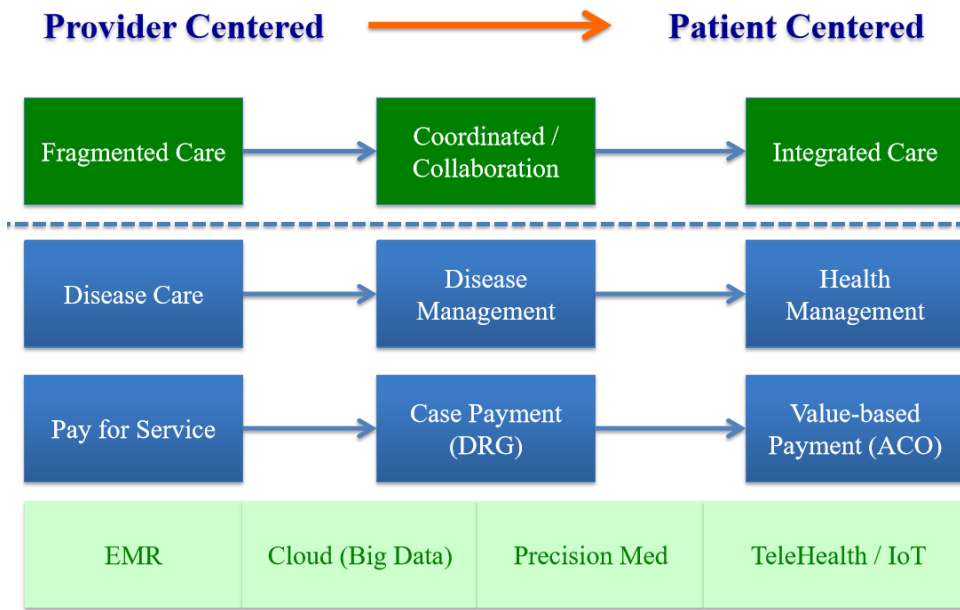 Provider Centered
Patient Centered
Fragmented Care
Coordinated /
Collaboration
Integrated Care
Disease Care
Disease
Management
Health
Management
Pay for Service
Case Payment
(DRG)
Value-based
Payment (ACO)
EMR
Cloud (Big Data)
Precision Med
TeleHealth / IoT